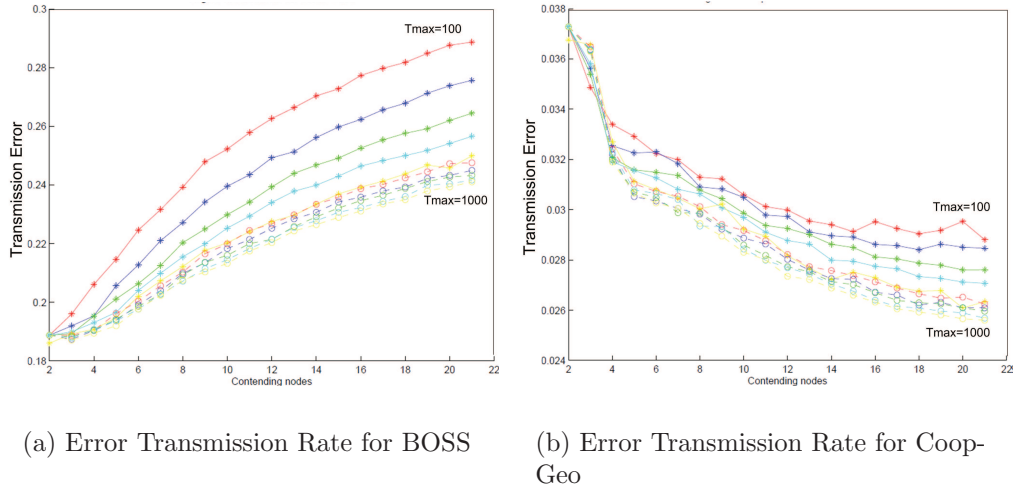 0.3
Tmax=100
0.28
0.26
0.24
0.22
0.2
0.18
Transmission Error
Tmax=1000
2 4 6 8 10 12 14 16 18 20 22
Contending nodes
(a) Error Transmission Rate for BOSS
0.038
0.036
0.034
0.032
0.03
0.028
0.026
0.024
Transmission Error
Tmax=100
Tmax=1000
2 4 6 8 10 12 14 16 18 20 22
Contending nodes
(b) Error Transmission Rate for Coop-
Geo